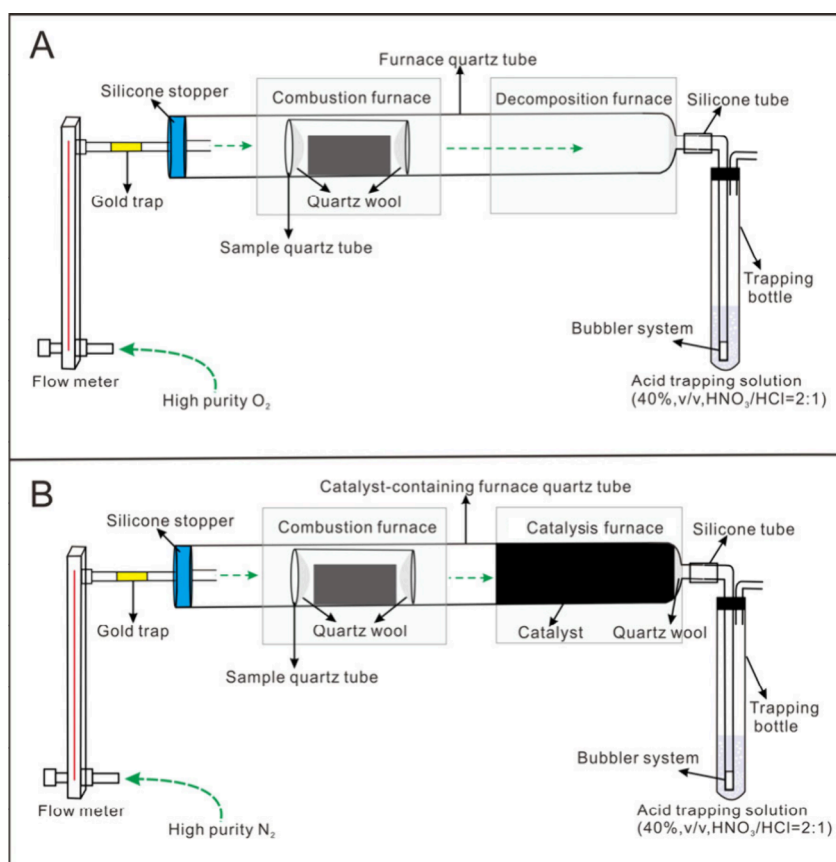 A
Furnace quartz tube
Silicone stopper
Combustion furnace
Decomposition furnace
Silicone tube
Gold trap
Quartz wool
Sample quartz tube
Trapping
bottle
Bubbler system
Flow meter
High purity O₂
Acid trapping solution
(40%,v/v,HNO₃/HCl=2:1)
B
Catalyst-containing furnace quartz tube
Silicone stopper
Combustion furnace
Catalysis furnace
Silicone tube
Gold trap
Quartz wool
Catalyst
Quartz wool
Sample quartz tube
Trapping
bottle
Bubbler system
Flow meter
High purity N₂
Acid trapping solution
(40%,v/v,HNO₃/HCl=2:1)